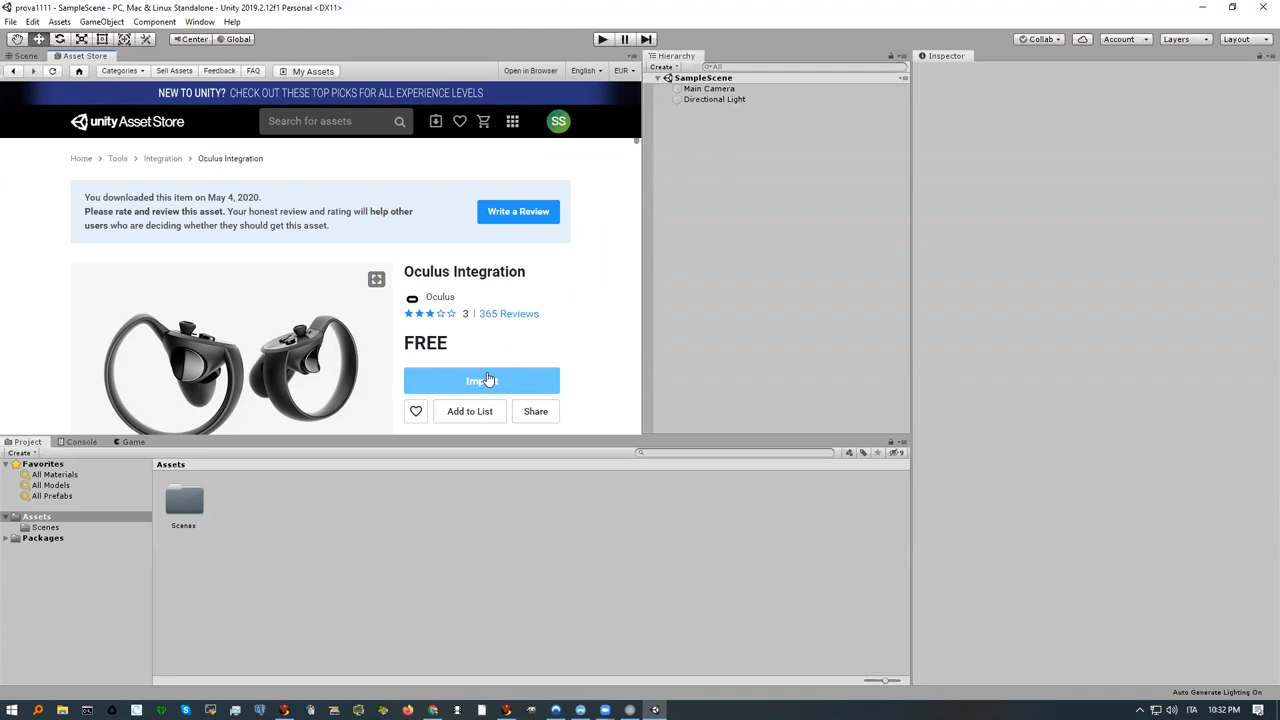 prova1111 - SampleScene - PC, Mac & Linux Standalone - Unity 2019.2.12f1 Personal <DX11>
File Edit Assets GameObject Component Window Help
Center Global Collab Account Layers Layout
Scene Asset Store Hierarchy Inspector
Categories Sell Assets Feedback FAQ My Assets Open in Browser English EUR
Create All
SampleScene
Main Camera
Directional Light
NEW TO UNITY? CHECK OUT THESE TOP PICKS FOR ALL EXPERIENCE LEVELS
unity Asset Store Search for assets SS
Home > Tools > Integration > Oculus Integration
You downloaded this item on May 4, 2020.
Please rate and review this asset. Your honest review and rating will help other
users who are deciding whether they should get this asset.
Write a Review
Oculus Integration
Oculus
3 | 365 Reviews
FREE
Add to List Share
Project Console Game
Create 9
Favorites
All Materials
All Models
All Prefabs
Assets
Scenes
Packages
Assets
Scenes
Auto Generate Lighting On
ITA 10:32 PM